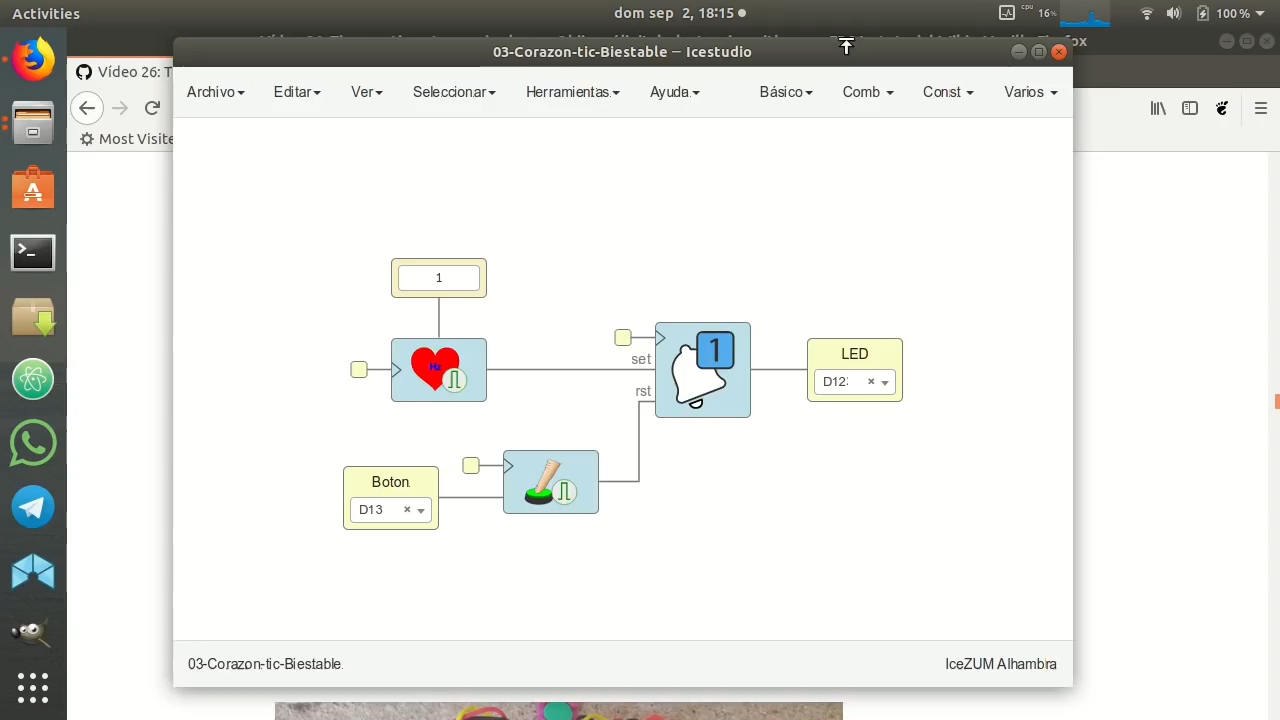 Activities
dom sep 2, 18:15
cpu
16%
100 %
03-Corazon-tic-Biestable — Icestudio
Vídeo 26: T
Most Visite
Archivo
Editar
Ver
Seleccionar
Herramientas
Ayuda
Básico
Comb
Const
Varios
1
Hz
set
rst
1
LED
D12
Boton
D13
03-Corazon-tic-Biestable
IceZUM Alhambra